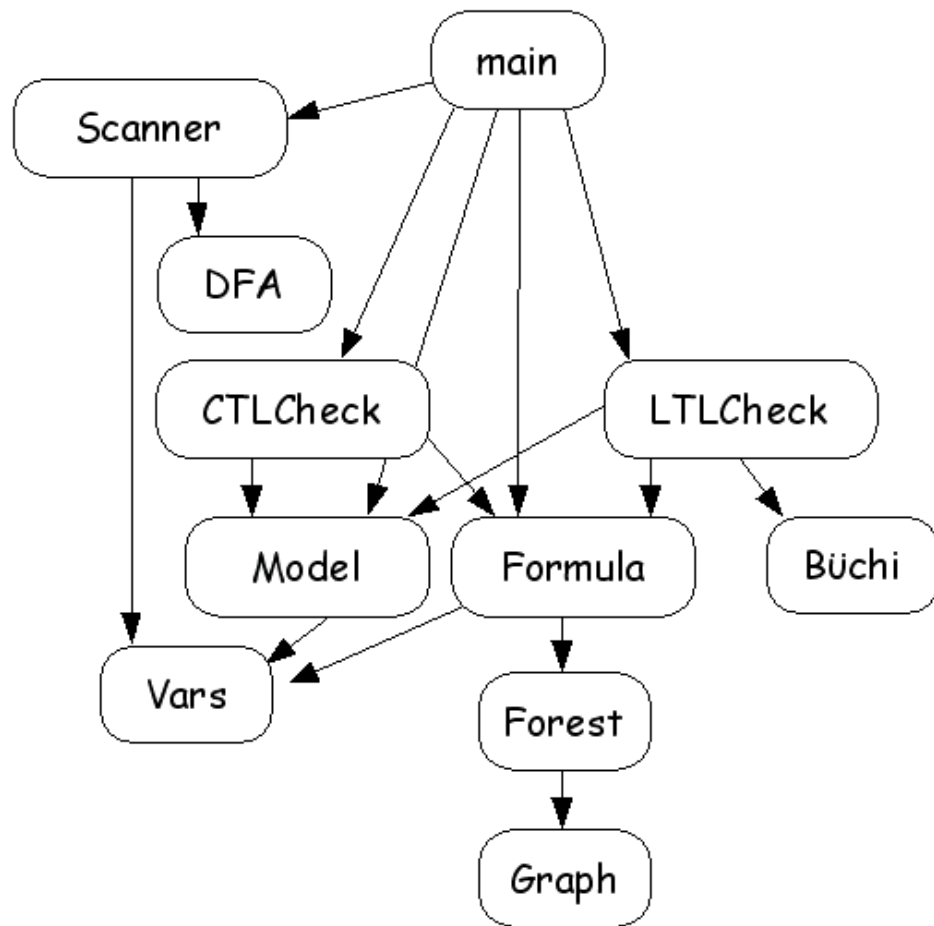 main
Scanner
DFA
CTLCheck
LTLCheck
Model
Formula
Büchi
Vars
Forest
Graph